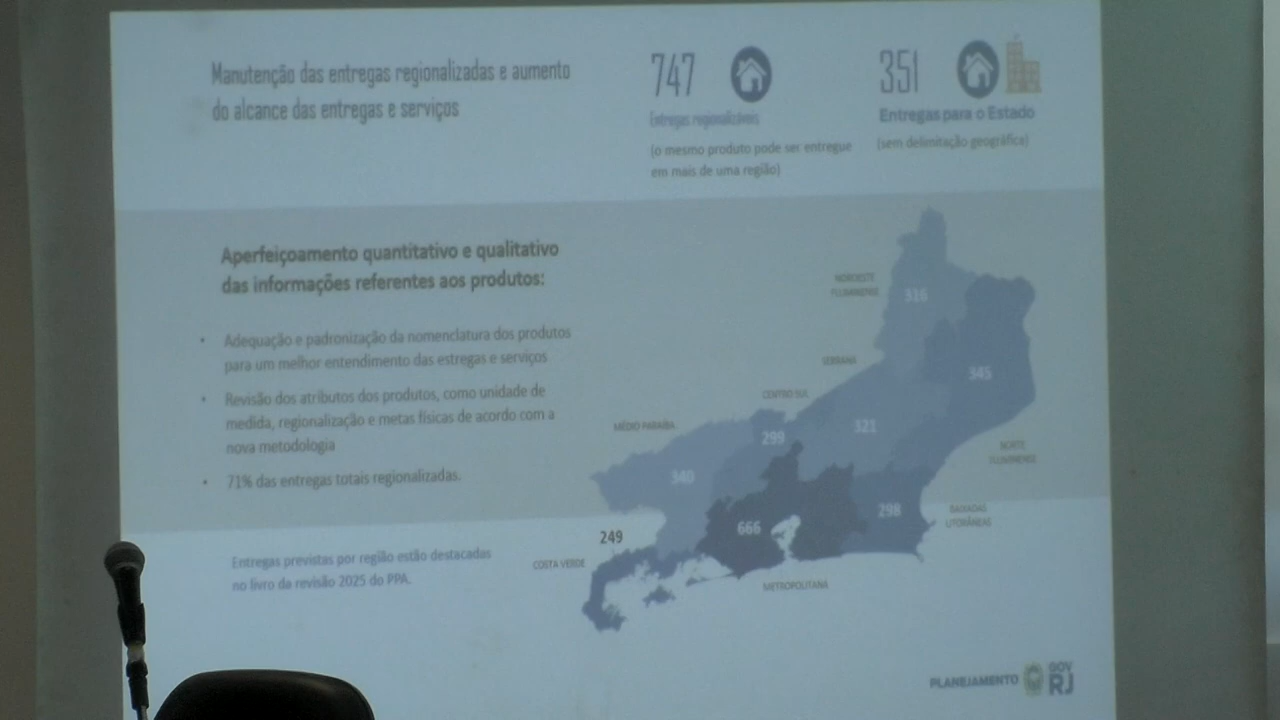 Manutenção das entregas regionalizadas e aumento
do alcance das entregas e serviços
747
Entregas regionalizáveis
(o mesmo produto pode ser entregue
em mais de uma região)
351
Entregas para o Estado
(sem delimitação geográfica)
Aperfeiçoamento quantitativo e qualitativo
das informações referentes aos produtos:
• Adequação e padronização da nomenclatura dos produtos
para um melhor entendimento das estregas e serviços
• Revisão dos atributos dos produtos, como unidade de
medida, regionalização e metas físicas de acordo com a
nova metodologia
• 71% das entregas totais regionalizadas.
Entregas previstas por região estão destacadas
no livro da revisão 2025 do PPA.
NOROESTE
FLUMINENSE
316
SERRANA
345
CENTRO SUL
321
MÉDIO PARAÍBA
299
NORTE
FLUMINENSE
340
298
BAIXADAS
LITORÂNEAS
666
249
COSTA VERDE
METROPOLITANA
PLANEJAMENTO
GOV
RJ